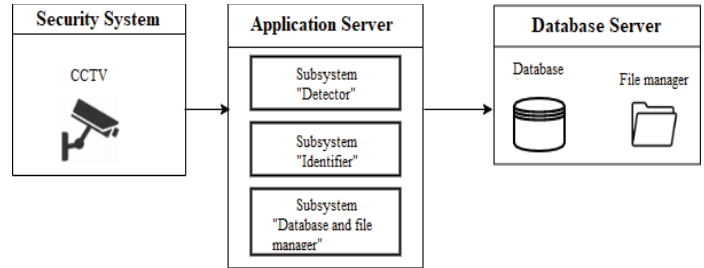 Security System
CCTV
Application Server
Subsystem
"Detector"
Subsystem
"Identifier"
Subsystem
"Database and file
manager"
Database Server
Database
File manager